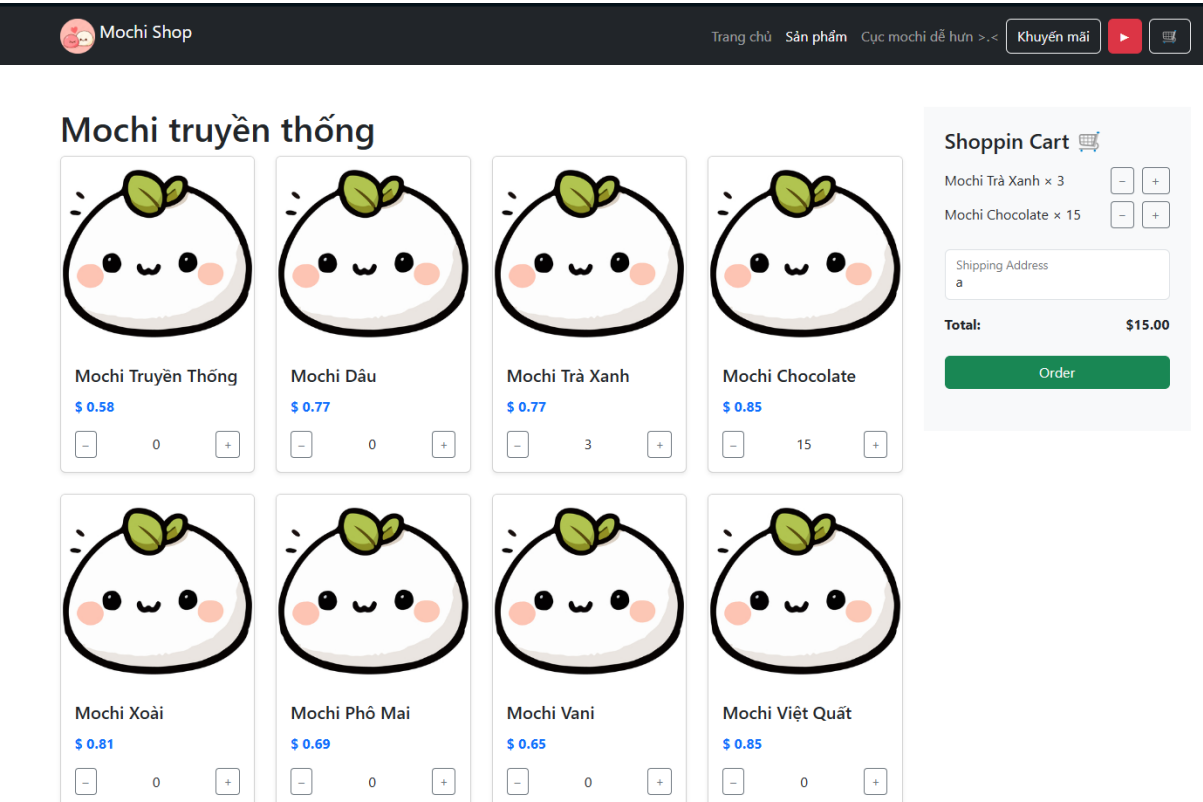 Mochi Shop
Trang chủ Sản phẩm Cục mochi dễ hưn >.< Khuyến mãi
Mochi truyền thống
Mochi Truyền Thống
$ 0.58
− 0 +
Mochi Dâu
$ 0.77
− 0 +
Mochi Trà Xanh
$ 0.77
− 3 +
Mochi Chocolate
$ 0.85
− 15 +
Mochi Xoài
$ 0.81
− 0 +
Mochi Phô Mai
$ 0.69
− 0 +
Mochi Vani
$ 0.65
− 0 +
Mochi Việt Quất
$ 0.85
− 0 +
Shoppin Cart 🛒
Mochi Trà Xanh × 3 − +
Mochi Chocolate × 15 − +
Shipping Address
a
Total: $15.00
Order